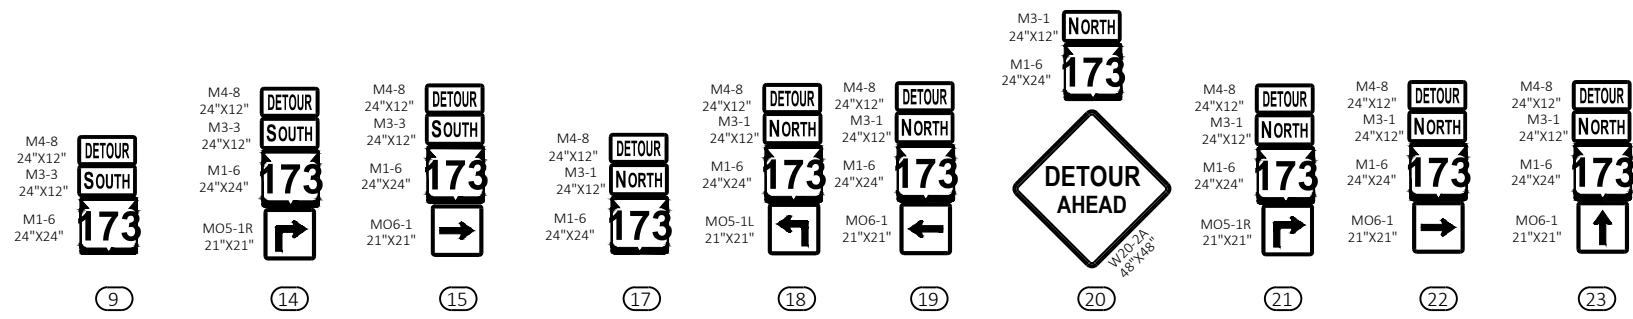 M4-8
24"X12"
DETOUR
M3-3
24"X12"
SOUTH
M1-6
24"X24"
173
9
M4-8
24"X12"
DETOUR
M3-3
24"X12"
SOUTH
M1-6
24"X24"
173
MO5-1R
21"X21"
14
M4-8
24"X12"
DETOUR
M3-3
24"X12"
SOUTH
M1-6
24"X24"
173
MO6-1
21"X21"
15
M4-8
24"X12"
DETOUR
M3-1
24"X12"
NORTH
M1-6
24"X24"
173
17
M4-8
24"X12"
DETOUR
M3-1
24"X12"
NORTH
M1-6
24"X24"
173
MO5-1L
21"X21"
18
M4-8
24"X12"
DETOUR
M3-1
24"X12"
NORTH
M1-6
24"X24"
173
MO6-1
21"X21"
19
M3-1
24"X12"
NORTH
M1-6
24"X24"
173
DETOUR
AHEAD
W20-2A
48"X48"
20
M4-8
24"X12"
DETOUR
M3-1
24"X12"
NORTH
M1-6
24"X24"
173
MO5-1R
21"X21"
21
M4-8
24"X12"
DETOUR
M3-1
24"X12"
NORTH
M1-6
24"X24"
173
MO6-1
21"X21"
22
M4-8
24"X12"
DETOUR
M3-1
24"X12"
NORTH
M1-6
24"X24"
173
MO6-1
21"X21"
23